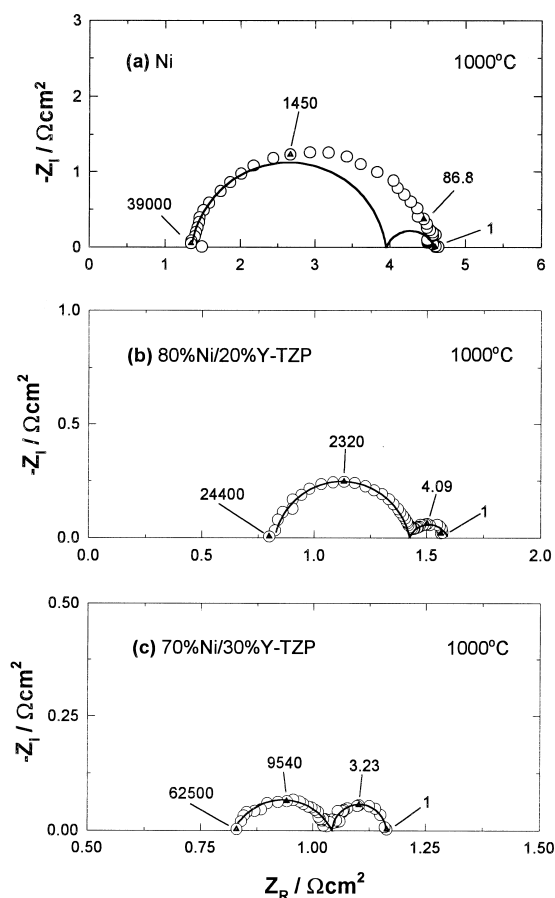 3
(a) Ni
1000°C
1450
2
-Z_I / Ωcm²
39000
86.8
1
1
0
0 1 2 3 4 5 6
1.0
(b) 80%Ni/20%Y-TZP
1000°C
-Z_I / Ωcm²
0.5
2320
24400
4.09
1
0.0
0.0 0.5 1.0 1.5 2.0
0.50
(c) 70%Ni/30%Y-TZP
1000°C
-Z_I / Ωcm²
0.25
9540
3.23
62500
1
0.00
0.50 0.75 1.00 1.25 1.50
Z_R / Ωcm²